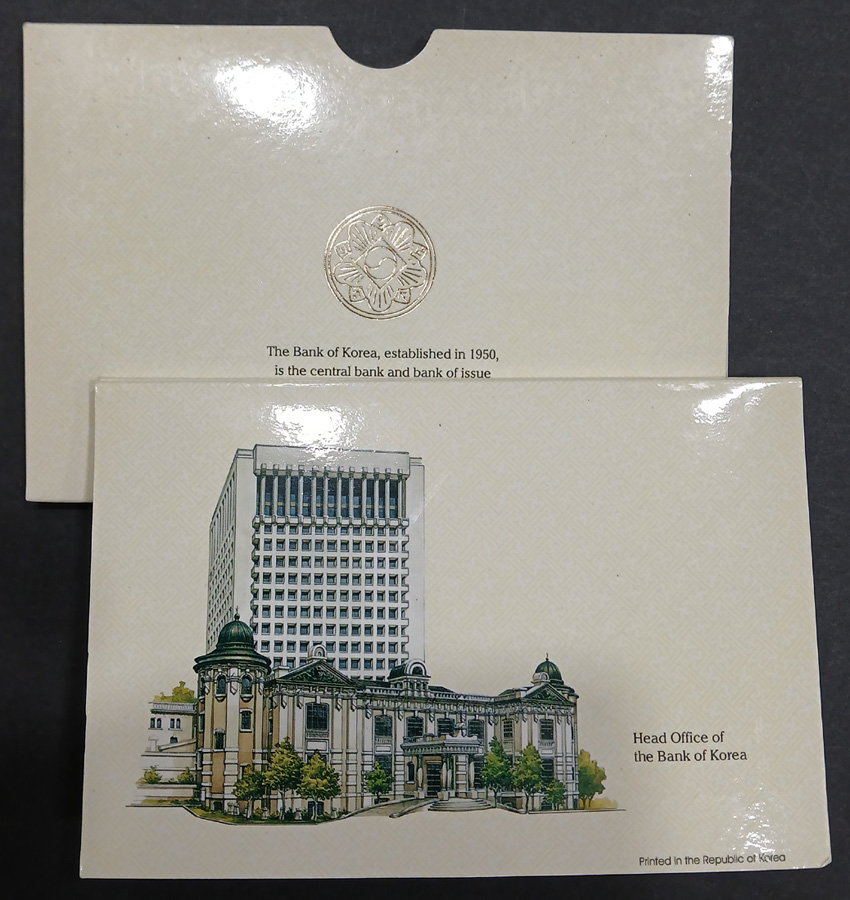 The Bank of Korea, established in 1950,
is the central bank and bank of issue
Head Office of
the Bank of Korea
Printed in the Republic of Korea